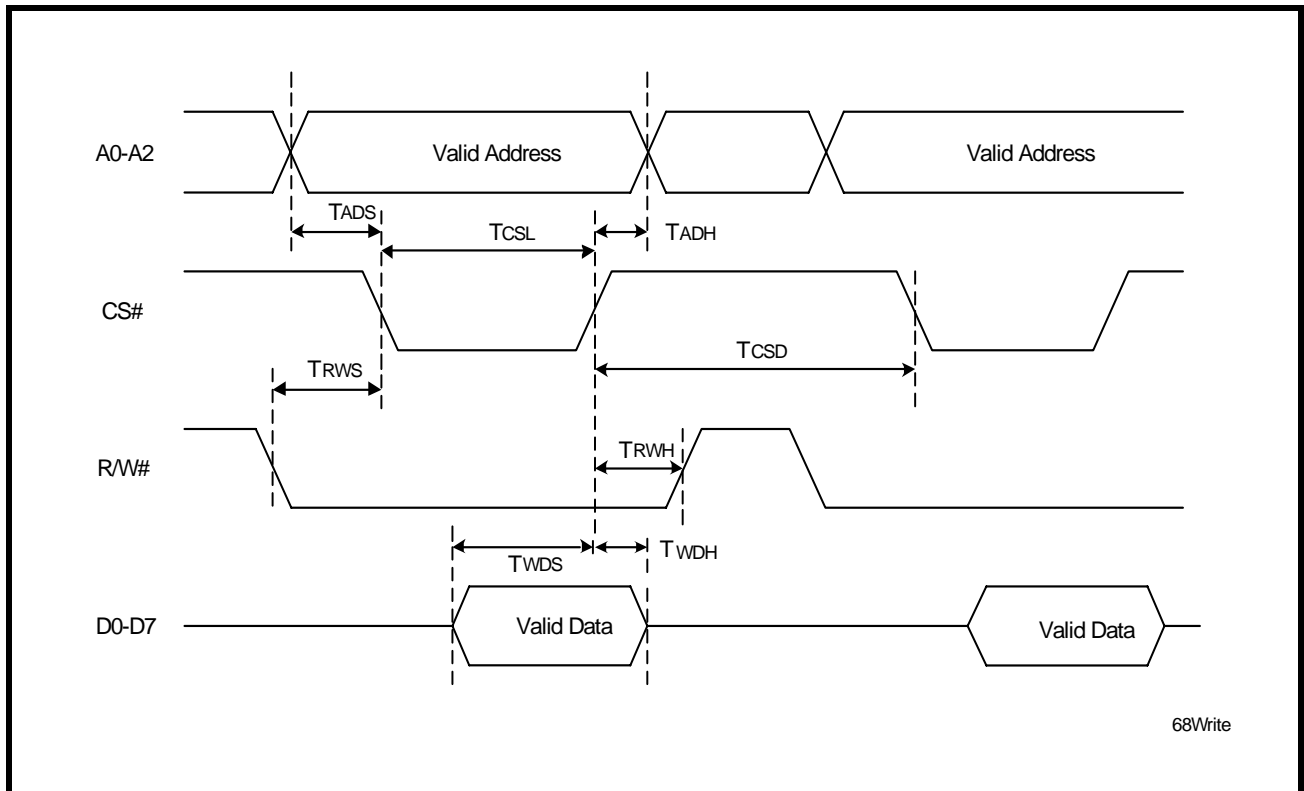 A0-A2
Valid Address
Valid Address
TADS
TCSL
TADH
CS#
TCSD
TRWS
TRWH
R/W#
TWDS
TWDH
D0-D7
Valid Data
Valid Data
68Write